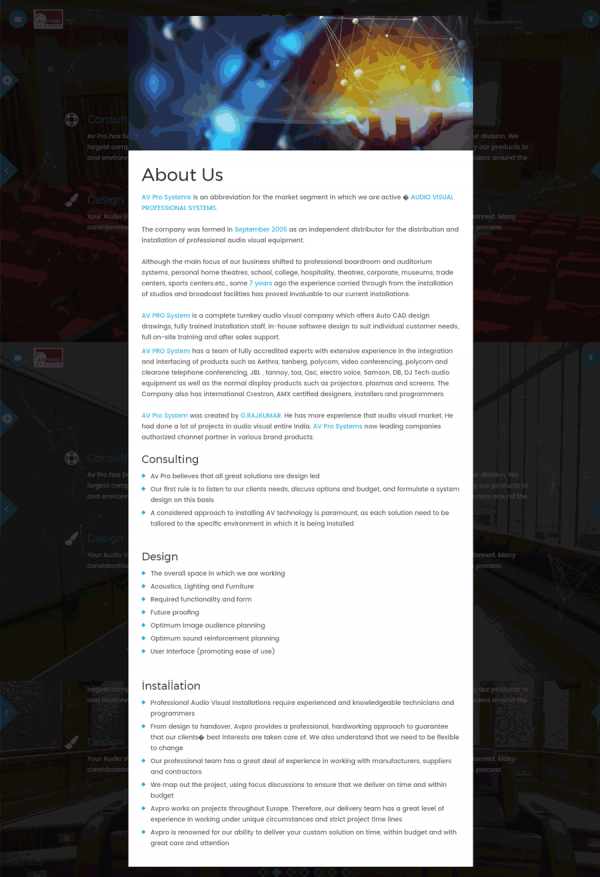 About Us
AV Pro Systems is an abbreviation for the market segment in which we are active � AUDIO VISUAL
PROFESSIONAL SYSTEMS.
The company was formed in September 2005 as an independent distributor for the distribution and
installation of professional audio visual equipment.
Although the main focus of our business shifted to professional boardroom and auditorium
systems, personal home theatres, school, college, hospitality, theatres, corporate, museums, trade
centers, sports centers.etc., some 7 years ago the experience carried through from the installation
of studios and broadcast facilities has proved invaluable to our current installations.
AV PRO System is a complete turnkey audio visual company which offers Auto CAD design
drawings, fully trained installation staff, in-house software design to suit individual customer needs,
full on-site training and after sales support.
AV PRO System has a team of fully accredited experts with extensive experience in the integration
and interfacing of products such as Aethra, tanberg, polycom, video conferencing, polycom and
clearone telephone conferencing, JBL , tannoy, toa, Qsc, electro voice, Samson, DB, DJ Tech audio
equipment as well as the normal display products such as projectors, plasmas and screens. The
Company also has international Crestron, AMX certified designers, installers and programmers.
AV Pro System was created by G.RAJKUMAR. He has more experience that audio visual market. He
had done a lot of projects in audio visual entire India. AV Pro Systems now leading companies
authorized channel partner in various brand products.
Consulting
Av Pro believes that all great solutions are design led
Our first rule is to listen to our clients needs, discuss options and budget, and formulate a system
design on this basis
A considered approach to installing AV technology is paramount, as each solution need to be
tailored to the specific environment in which it is being installed
Design
The overall space in which we are working
Acoustics, Lighting and Furniture
Required functionality and form
Future proofing
Optimum image audience planning
Optimum sound reinforcement planning
User Interface (promoting ease of use)
Installation
Professional Audio Visual Installations require experienced and knowledgeable technicians and
programmers
From design to handover, Avpro provides a professional, hardworking approach to guarantee
that our clients� best interests are taken care of. We also understand that we need to be flexible
to change
Our professional team has a great deal of experience in working with manufacturers, suppliers
and contractors
We map out the project, using focus discussions to ensure that we deliver on time and within
budget
Avpro works on projects throughout Europe. Therefore, our delivery team has a great level of
experience in working under unique circumstances and strict project time lines
Avpro is renowned for our ability to deliver your custom solution on time, within budget and with
great care and attention